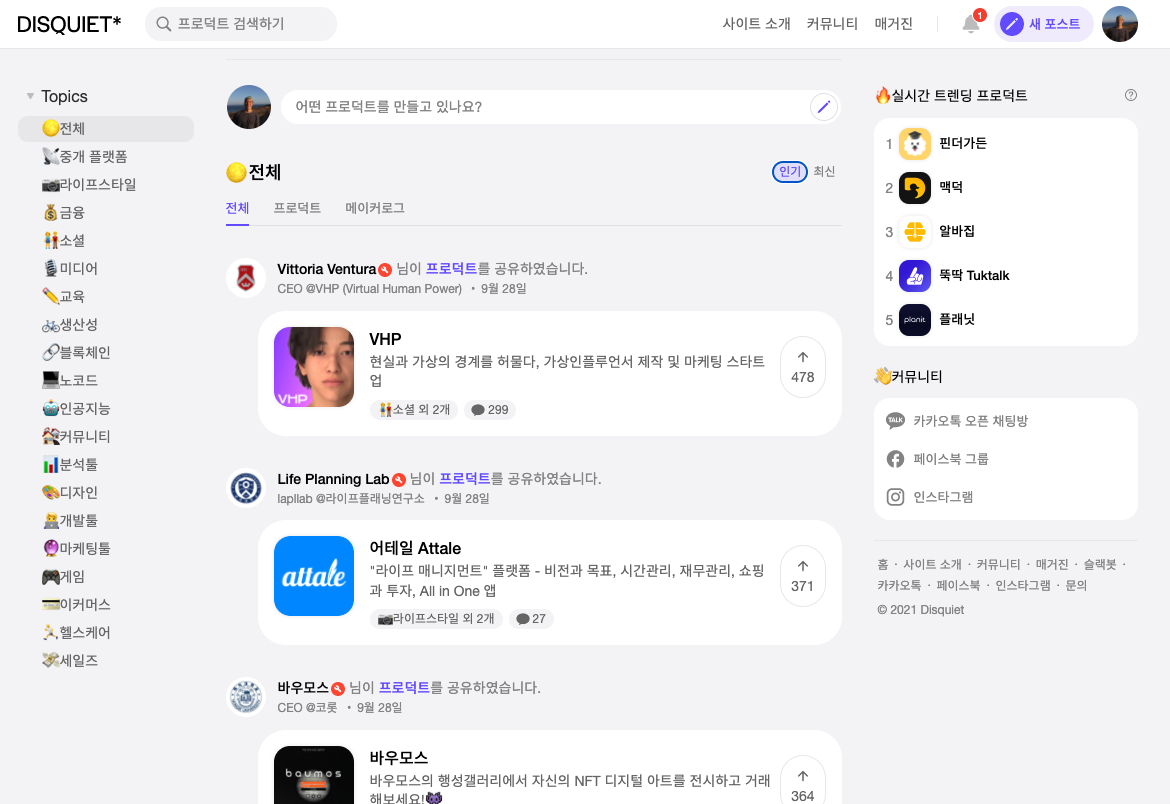 DISQUIET*
프로덕트 검색하기
사이트 소개
커뮤니티
매거진
1
새 포스트
Topics
전체
중개 플랫폼
라이프스타일
금융
소셜
미디어
교육
생산성
블록체인
노코드
인공지능
커뮤니티
분석툴
디자인
개발툴
마케팅툴
게임
이커머스
헬스케어
세일즈
어떤 프로덕트를 만들고 있나요?
전체
인기
최신
전체
프로덕트
메이커로그
Vittoria Ventura 님이 프로덕트를 공유하였습니다.
CEO @VHP (Virtual Human Power) • 9월 28일
VHP
VHP
현실과 가상의 경계를 허물다, 가상인플루언서 제작 및 마케팅 스타트
업
소셜 외 2개
299
478
Life Planning Lab 님이 프로덕트를 공유하였습니다.
lapllab @라이프플래닝연구소 • 9월 28일
attale
어테일 Attale
"라이프 매니지먼트" 플랫폼 - 비전과 목표, 시간관리, 재무관리, 쇼핑
과 투자, All in One 앱
라이프스타일 외 2개
27
371
바우모스 님이 프로덕트를 공유하였습니다.
CEO @코롯 • 9월 28일
baumos
바우모스
바우모스의 행성갤러리에서 자신의 NFT 디지털 아트를 전시하고 거래
해보세요!
364
실시간 트렌딩 프로덕트
1 핀더가든
2 맥덕
3 알바집
4 뚝딱 Tuktalk
5 planit 플래닛
커뮤니티
TALK 카카오톡 오픈 채팅방
페이스북 그룹
인스타그램
홈 · 사이트 소개 · 커뮤니티 · 매거진 · 슬랙봇 ·
카카오톡 · 페이스북 · 인스타그램 · 문의
© 2021 Disquiet